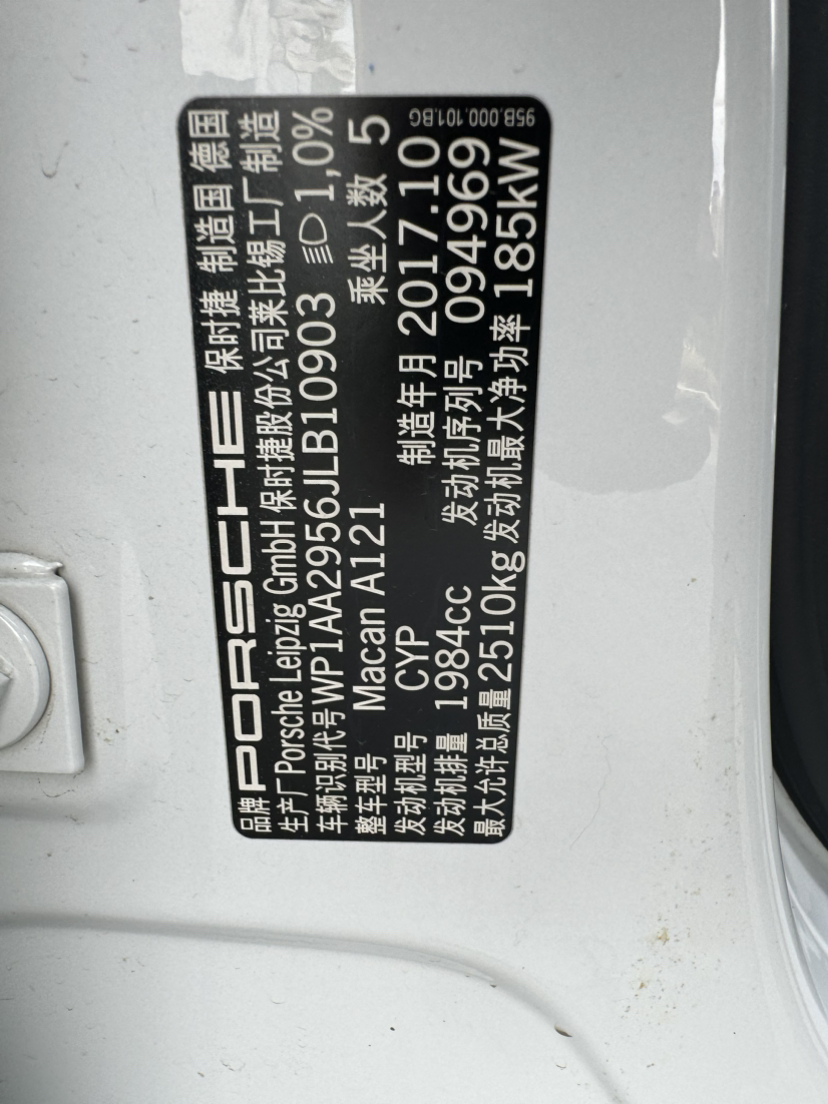 品牌 PORSCHE 保时捷 制造国 德国
生产厂 Porsche Leipzig GmbH 保时捷股份公司莱比锡工厂制造
车辆识别代号 WP1AA2956JLB10903 1,0%
整车型号 Macan A121 乘坐人数 5
发动机型号 CYP 制造年月 2017.10
发动机排量 1984cc 发动机序列号 094969
最大允许总质量 2510kg 发动机最大净功率 185kW
95B.000.101.BG